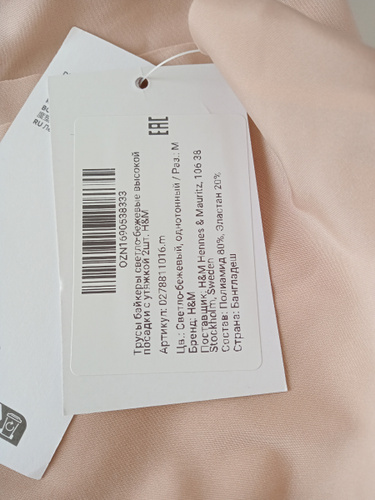 OZN1690538333
EAC
Трусы байкеры светло-бежевые высокой
посадки с утяжкой 2шт. H&M
Артикул: 0278811016.m
Цв.: Светло-бежевый, однотонный / Раз.: M
Бренд: H&M
Поставщик: H&M Hennes & Mauritz, 106 38
Stockholm, Sweden
Состав: Полиамид 80%, Эластан 20%
Страна: Бангладеш